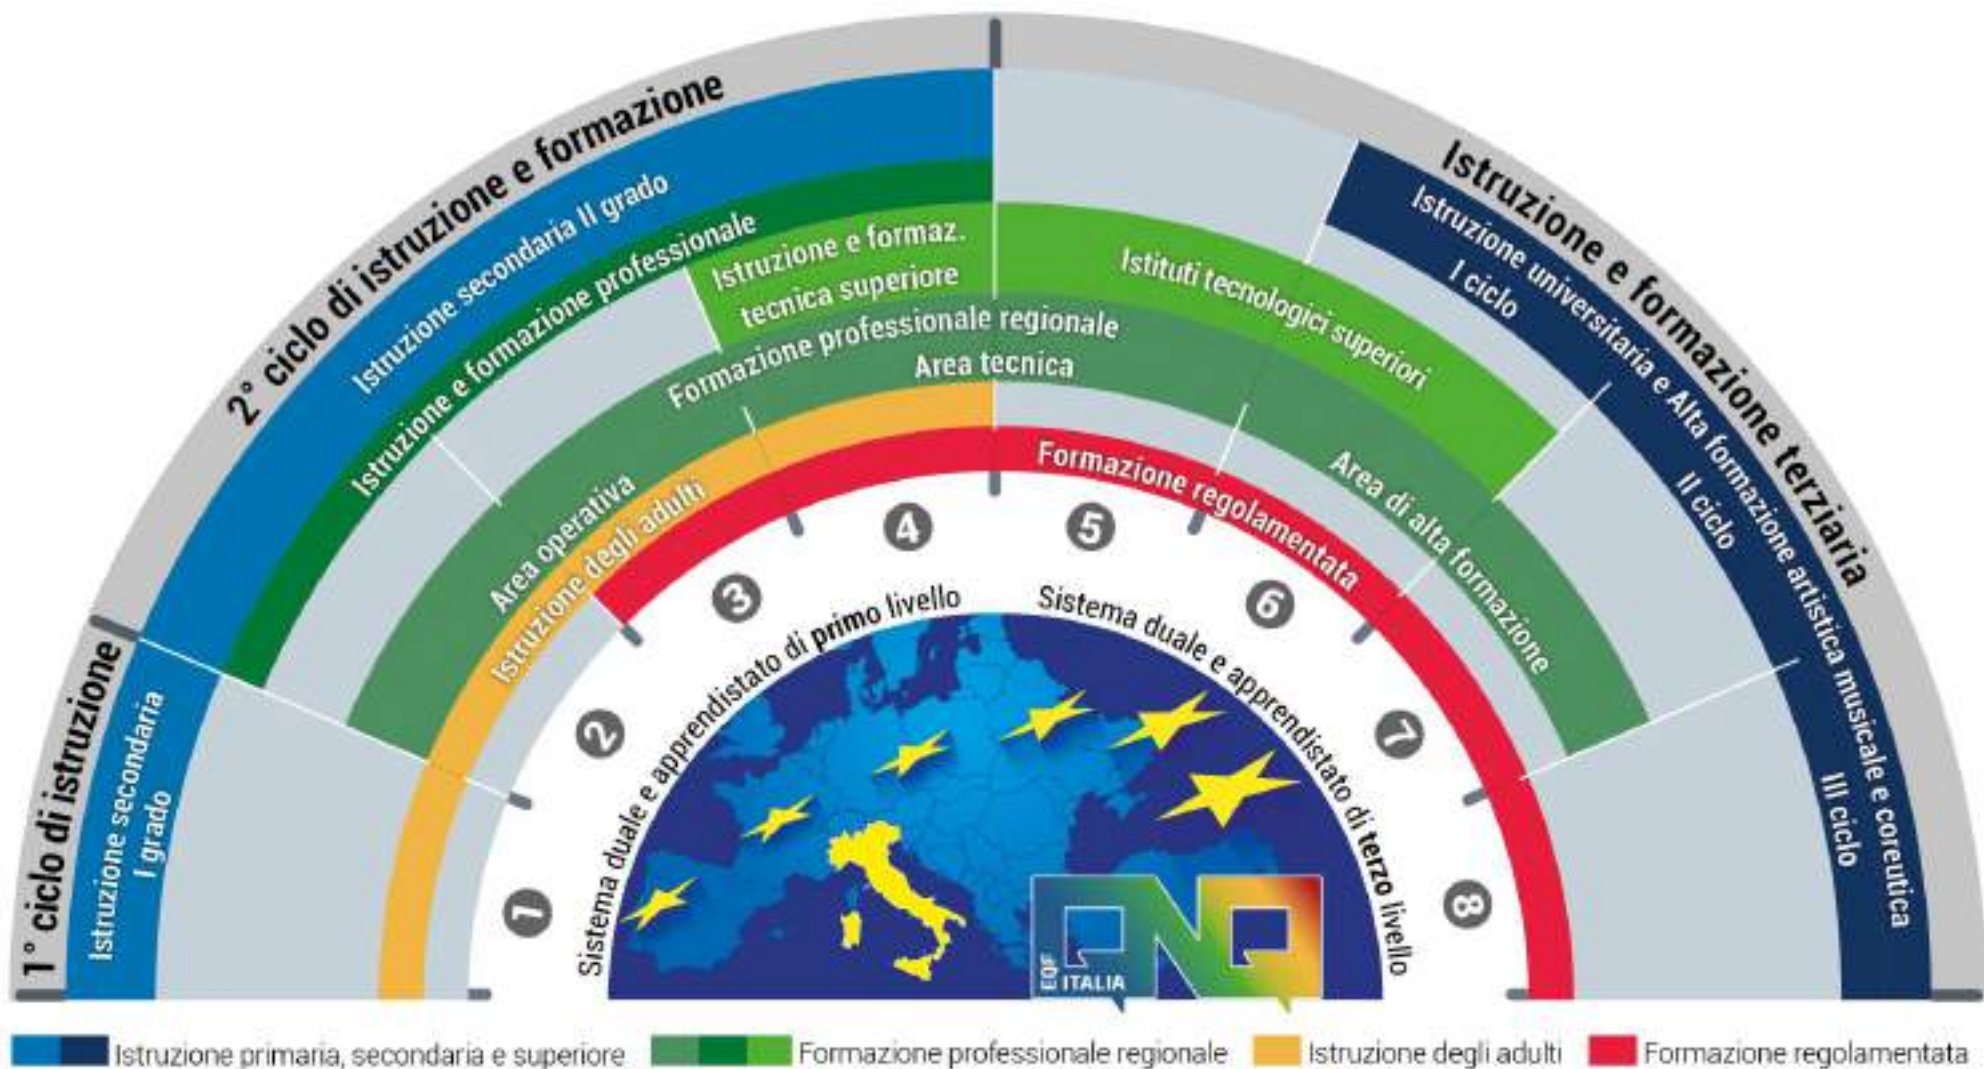 1° ciclo di istruzione
2° ciclo di istruzione e formazione
Istruzione e formazione terziaria
Istruzione secondaria
I grado
Istruzione secondaria II grado
Istruzione e formazione professionale
Istruzione e formaz.
tecnica superiore
Istituti tecnologici superiori
Istruzione universitaria e Alta formazione artistica musicale e coreutica
I ciclo
II ciclo
III ciclo
Formazione professionale regionale
Area operativa
Area tecnica
Area di alta formazione
Istruzione degli adulti
Formazione regolamentata
1
2
3
4
5
6
7
8
Sistema duale e apprendistato di primo livello
Sistema duale e apprendistato di terzo livello
QNQ
EQF
ITALIA
Istruzione primaria, secondaria e superiore
Formazione professionale regionale
Istruzione degli adulti
Formazione regolamentata